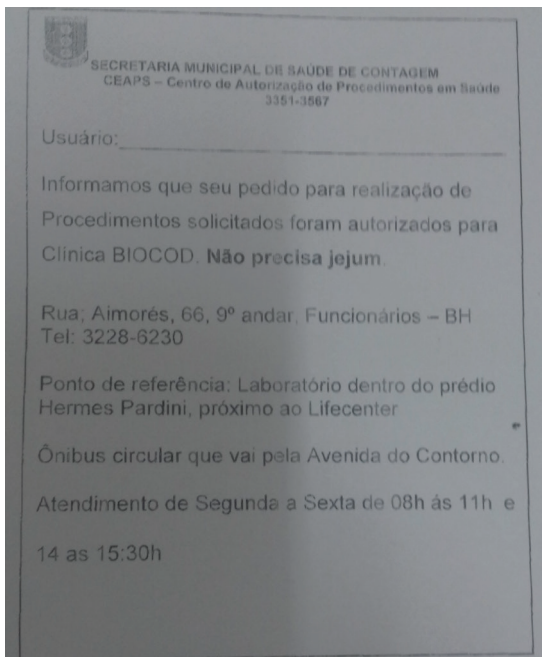 SECRETARIA MUNICIPAL DE SAÚDE DE CONTAGEM
CEAPS – Centro de Autorização de Procedimentos em Saúde
3351-3567
Usuário:
Informamos que seu pedido para realização de
Procedimentos solicitados foram autorizados para
Clínica BIOCOD. Não precisa jejum.
Rua; Aimorés, 66, 9º andar, Funcionários – BH
Tel: 3228-6230
Ponto de referência: Laboratório dentro do prédio
Hermes Pardini, próximo ao Lifecenter
Ônibus circular que vai pela Avenida do Contorno.
Atendimento de Segunda a Sexta de 08h ás 11h e
14 as 15:30h